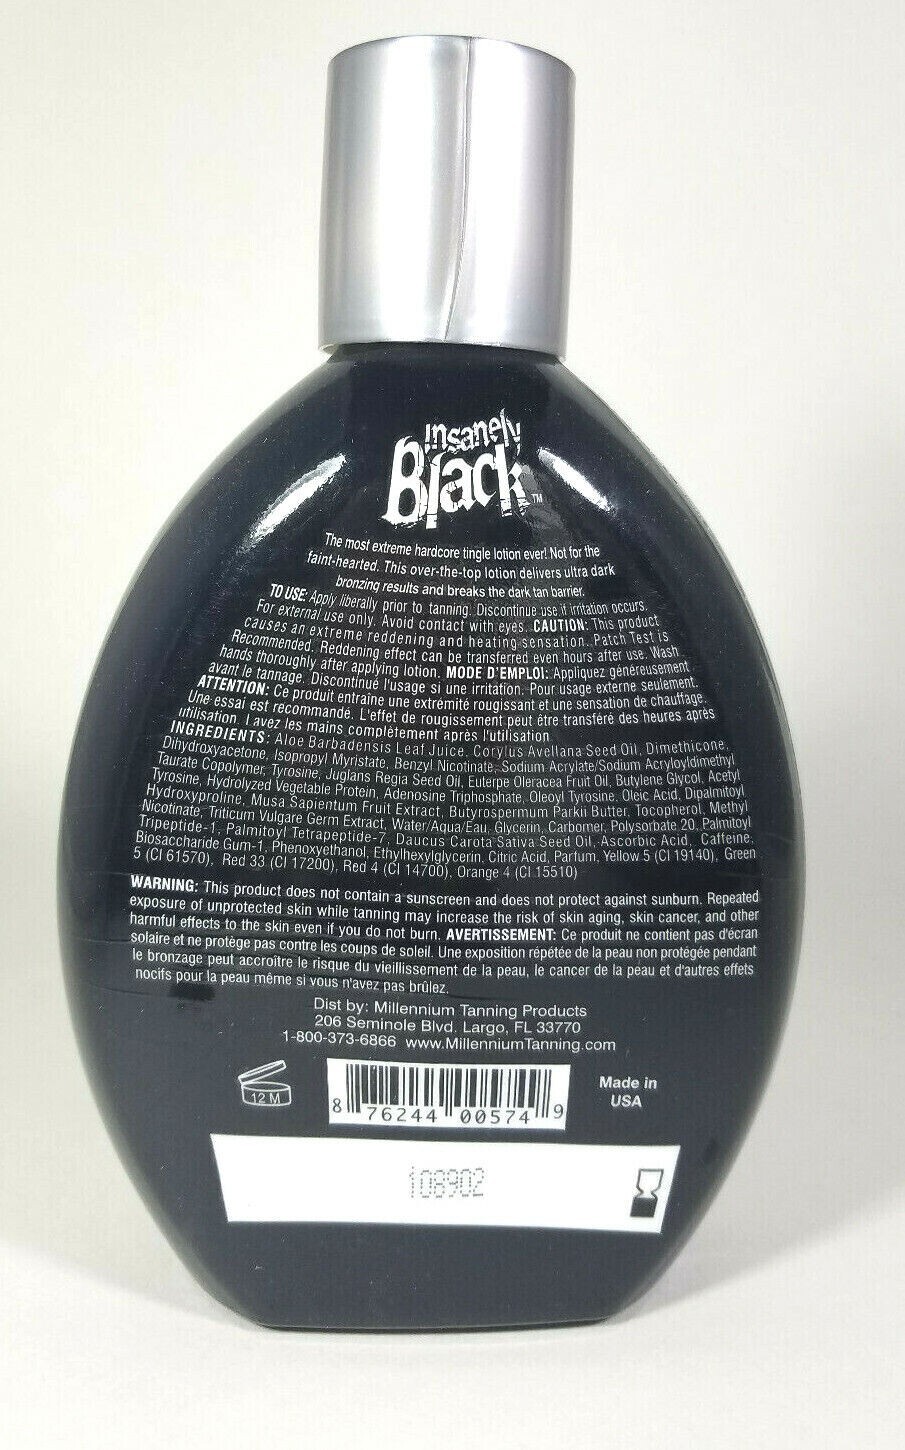 insanely
Black™
The most extreme hardcore tingle lotion ever! Not for the
faint-hearted. This over-the-top lotion delivers ultra dark
bronzing results and breaks the dark tan barrier.
TO USE: Apply liberally prior to tanning. Discontinue use if irritation occurs.
For external use only. Avoid contact with eyes. CAUTION: This product
causes an extreme reddening and heating sensation. Patch Test is
Recommended. Reddening effect can be transferred even hours after use. Wash
hands thoroughly after applying lotion. MODE D'EMPLOI: Appliquez généreusement
avant le tannage. Discontinué l'usage si une irritation. Pour usage externe seulement.
ATTENTION: Ce produit entraîne une extrémité rougissant et une sensation de chauffage.
Une essai est recommandé. L'effet de rougissement peut être transféré des heures après
utilisation. Lavez les mains complètement après l'utilisation.
INGREDIENTS: Aloe Barbadensis Leaf Juice, Corylus Avellana Seed Oil, Dimethicone,
Dihydroxyacetone, Isopropyl Myristate, Benzyl Nicotinate, Sodium Acrylate/Sodium Acryloyldimethyl
Taurate Copolymer, Tyrosine, Juglans Regia Seed Oil, Euterpe Oleracea Fruit Oil, Butylene Glycol, Acetyl
Tyrosine, Hydrolyzed Vegetable Protein, Adenosine Triphosphate, Oleoyl Tyrosine, Oleic Acid, Dipalmitoyl
Hydroxyproline, Musa Sapientum Fruit Extract, Butyrospermum Parkii Butter, Tocopherol, Methyl
Nicotinate, Triticum Vulgare Germ Extract, Water/Aqua/Eau, Glycerin, Carbomer, Polysorbate 20, Palmitoyl
Tripeptide-1, Palmitoyl Tetrapeptide-7, Daucus Carota Sativa Seed Oil, Ascorbic Acid, Caffeine,
Biosaccharide Gum-1, Phenoxyethanol, Ethylhexylglycerin, Citric Acid, Parfum, Yellow 5 (CI 19140), Green
5 (CI 61570), Red 33 (CI 17200), Red 4 (CI 14700), Orange 4 (CI 15510)
WARNING: This product does not contain a sunscreen and does not protect against sunburn. Repeated
exposure of unprotected skin while tanning may increase the risk of skin aging, skin cancer, and other
harmful effects to the skin even if you do not burn. AVERTISSEMENT: Ce produit ne contient pas d'écran
solaire et ne protège pas contre les coups de soleil. Une exposition répétée de la peau non protégée pendant
le bronzage peut accroître le risque du vieillissement de la peau, le cancer de la peau et d'autres effets
nocifs pour la peau même si vous n'avez pas brûlez.
Dist by: Millennium Tanning Products
206 Seminole Blvd. Largo, FL 33770
1-800-373-6866 www.MillenniumTanning.com
12 M
8 76244 00574 9
Made in
USA
108902